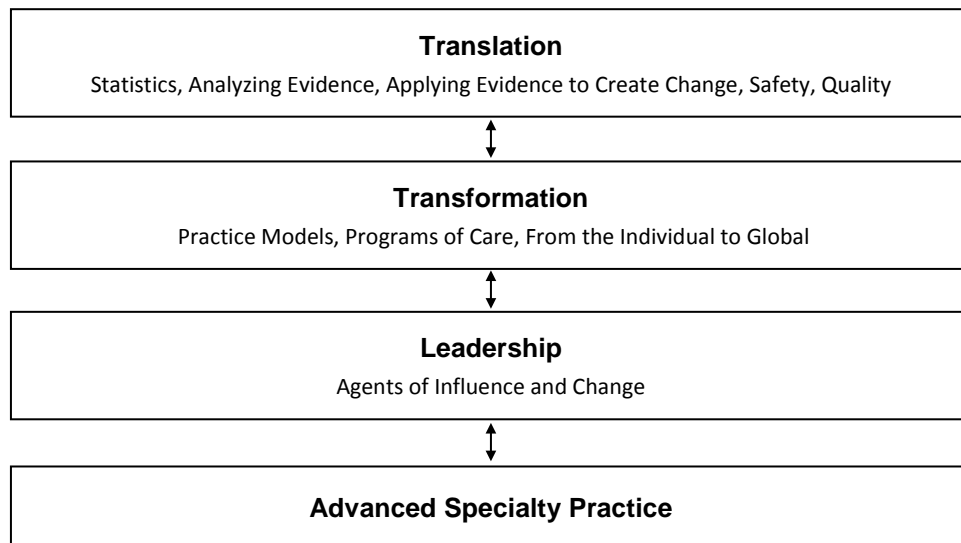 Translation
Statistics, Analyzing Evidence, Applying Evidence to Create Change, Safety, Quality
Transformation
Practice Models, Programs of Care, From the Individual to Global
Leadership
Agents of Influence and Change
Advanced Specialty Practice